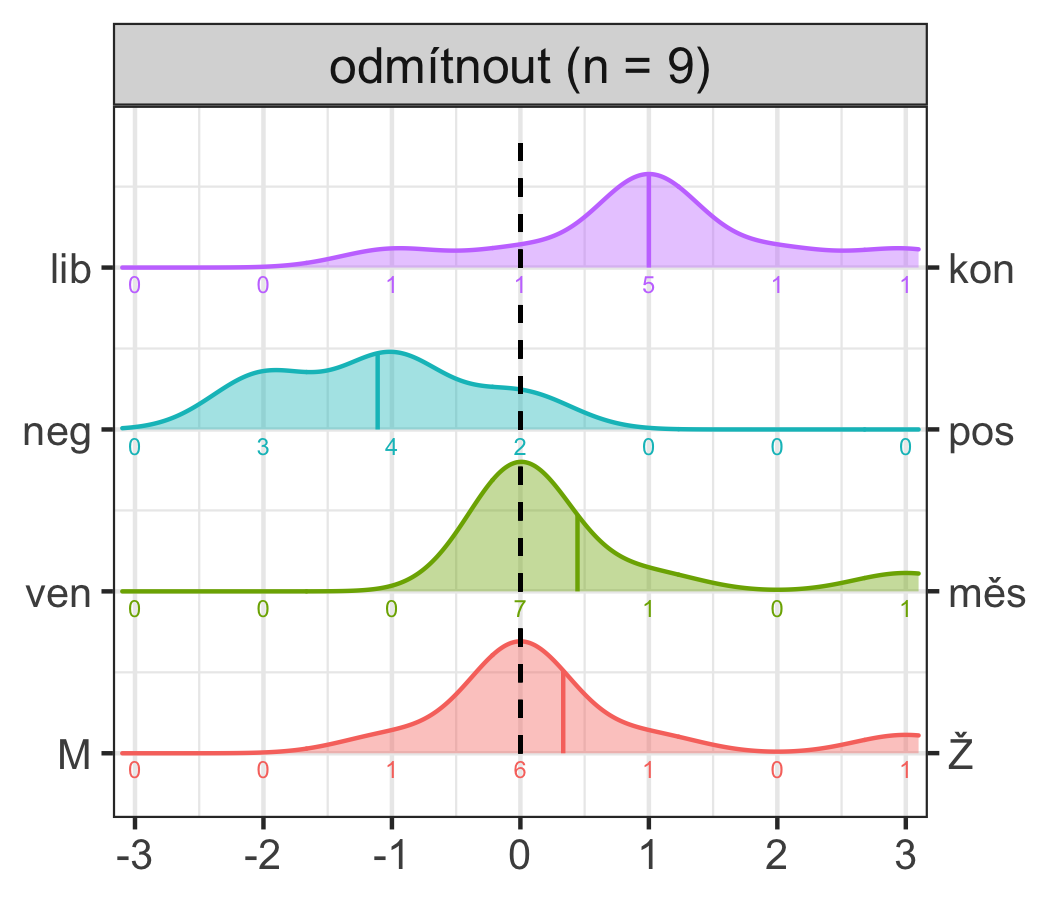 odmítnout (n = 9)
lib kon
0 0 1 1 5 1 1
neg pos
0 3 4 2 0 0 0
ven měs
0 0 0 7 1 0 1
M Ž
0 0 1 6 1 0 1
-3 -2 -1 0 1 2 3